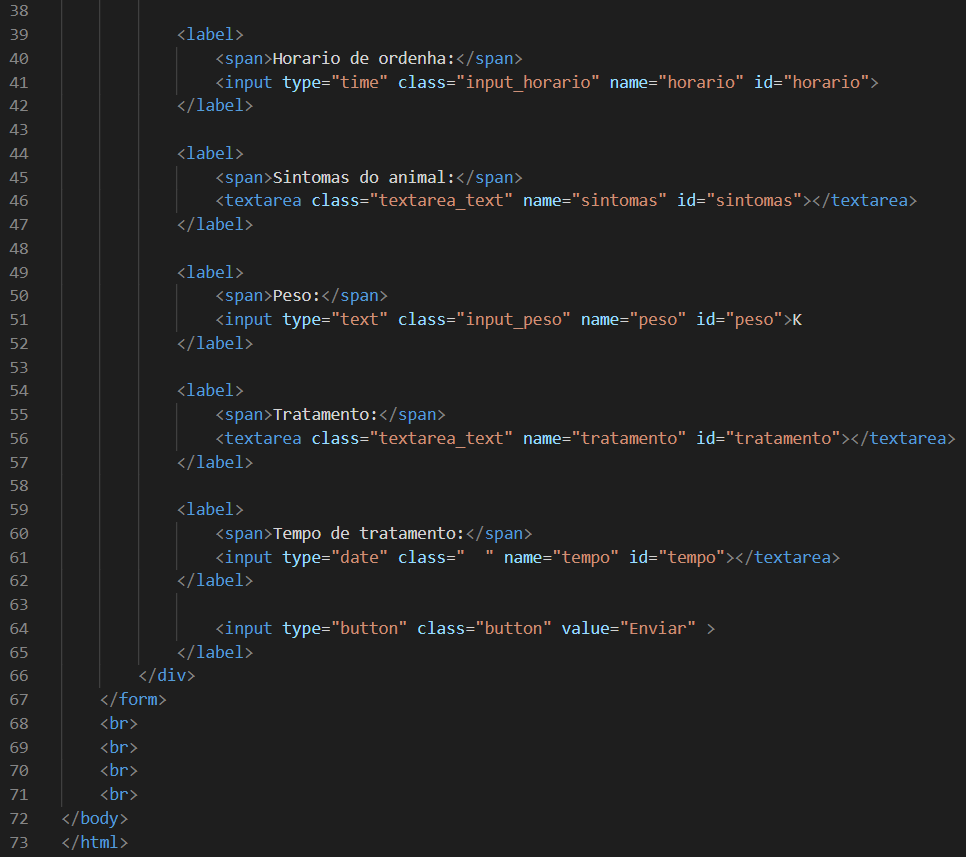 38
39 <label>
40 <span>Horario de ordenha:</span>
41 <input type="time" class="input_horario" name="horario" id="horario">
42 </label>
43
44 <label>
45 <span>Sintomas do animal:</span>
46 <textarea class="textarea_text" name="sintomas" id="sintomas"></textarea>
47 </label>
48
49 <label>
50 <span>Peso:</span>
51 <input type="text" class="input_peso" name="peso" id="peso">K
52 </label>
53
54 <label>
55 <span>Tratamento:</span>
56 <textarea class="textarea_text" name="tratamento" id="tratamento"></textarea>
57 </label>
58
59 <label>
60 <span>Tempo de tratamento:</span>
61 <input type="date" class="  " name="tempo" id="tempo"></textarea>
62 </label>
63
64 <input type="button" class="button" value="Enviar" >
65 </label>
66 </div>
67 </form>
68 <br>
69 <br>
70 <br>
71 <br>
72 </body>
73 </html>